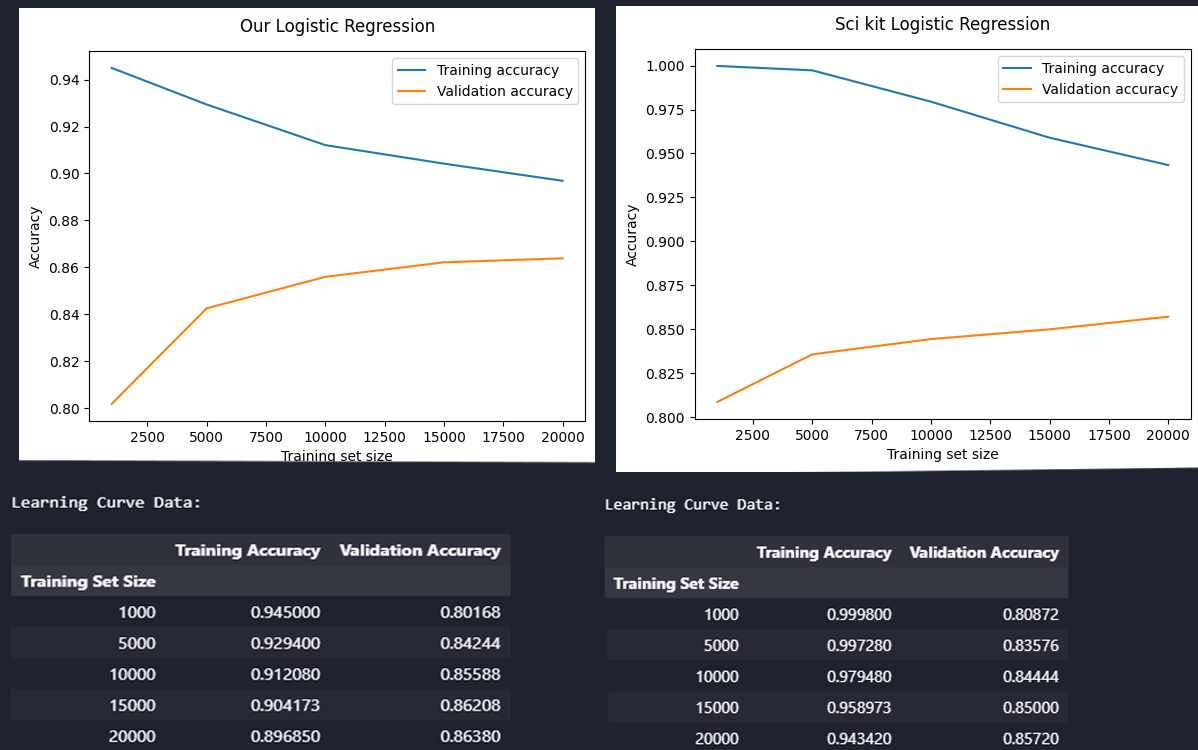 Our Logistic Regression
Training accuracy
Validation accuracy
0.94
0.92
0.90
0.88
0.86
0.84
0.82
0.80
Accuracy
2500 5000 7500 10000 12500 15000 17500 20000
Training set size
Learning Curve Data:
Training Accuracy Validation Accuracy
Training Set Size
1000 0.945000 0.80168
5000 0.929400 0.84244
10000 0.912080 0.85588
15000 0.904173 0.86208
20000 0.896850 0.86380
Sci kit Logistic Regression
Training accuracy
Validation accuracy
1.000
0.975
0.950
0.925
0.900
0.875
0.850
0.825
0.800
Accuracy
2500 5000 7500 10000 12500 15000 17500 20000
Training set size
Learning Curve Data:
Training Accuracy Validation Accuracy
Training Set Size
1000 0.999800 0.80872
5000 0.997280 0.83576
10000 0.979480 0.84444
15000 0.958973 0.85000
20000 0.943420 0.85720